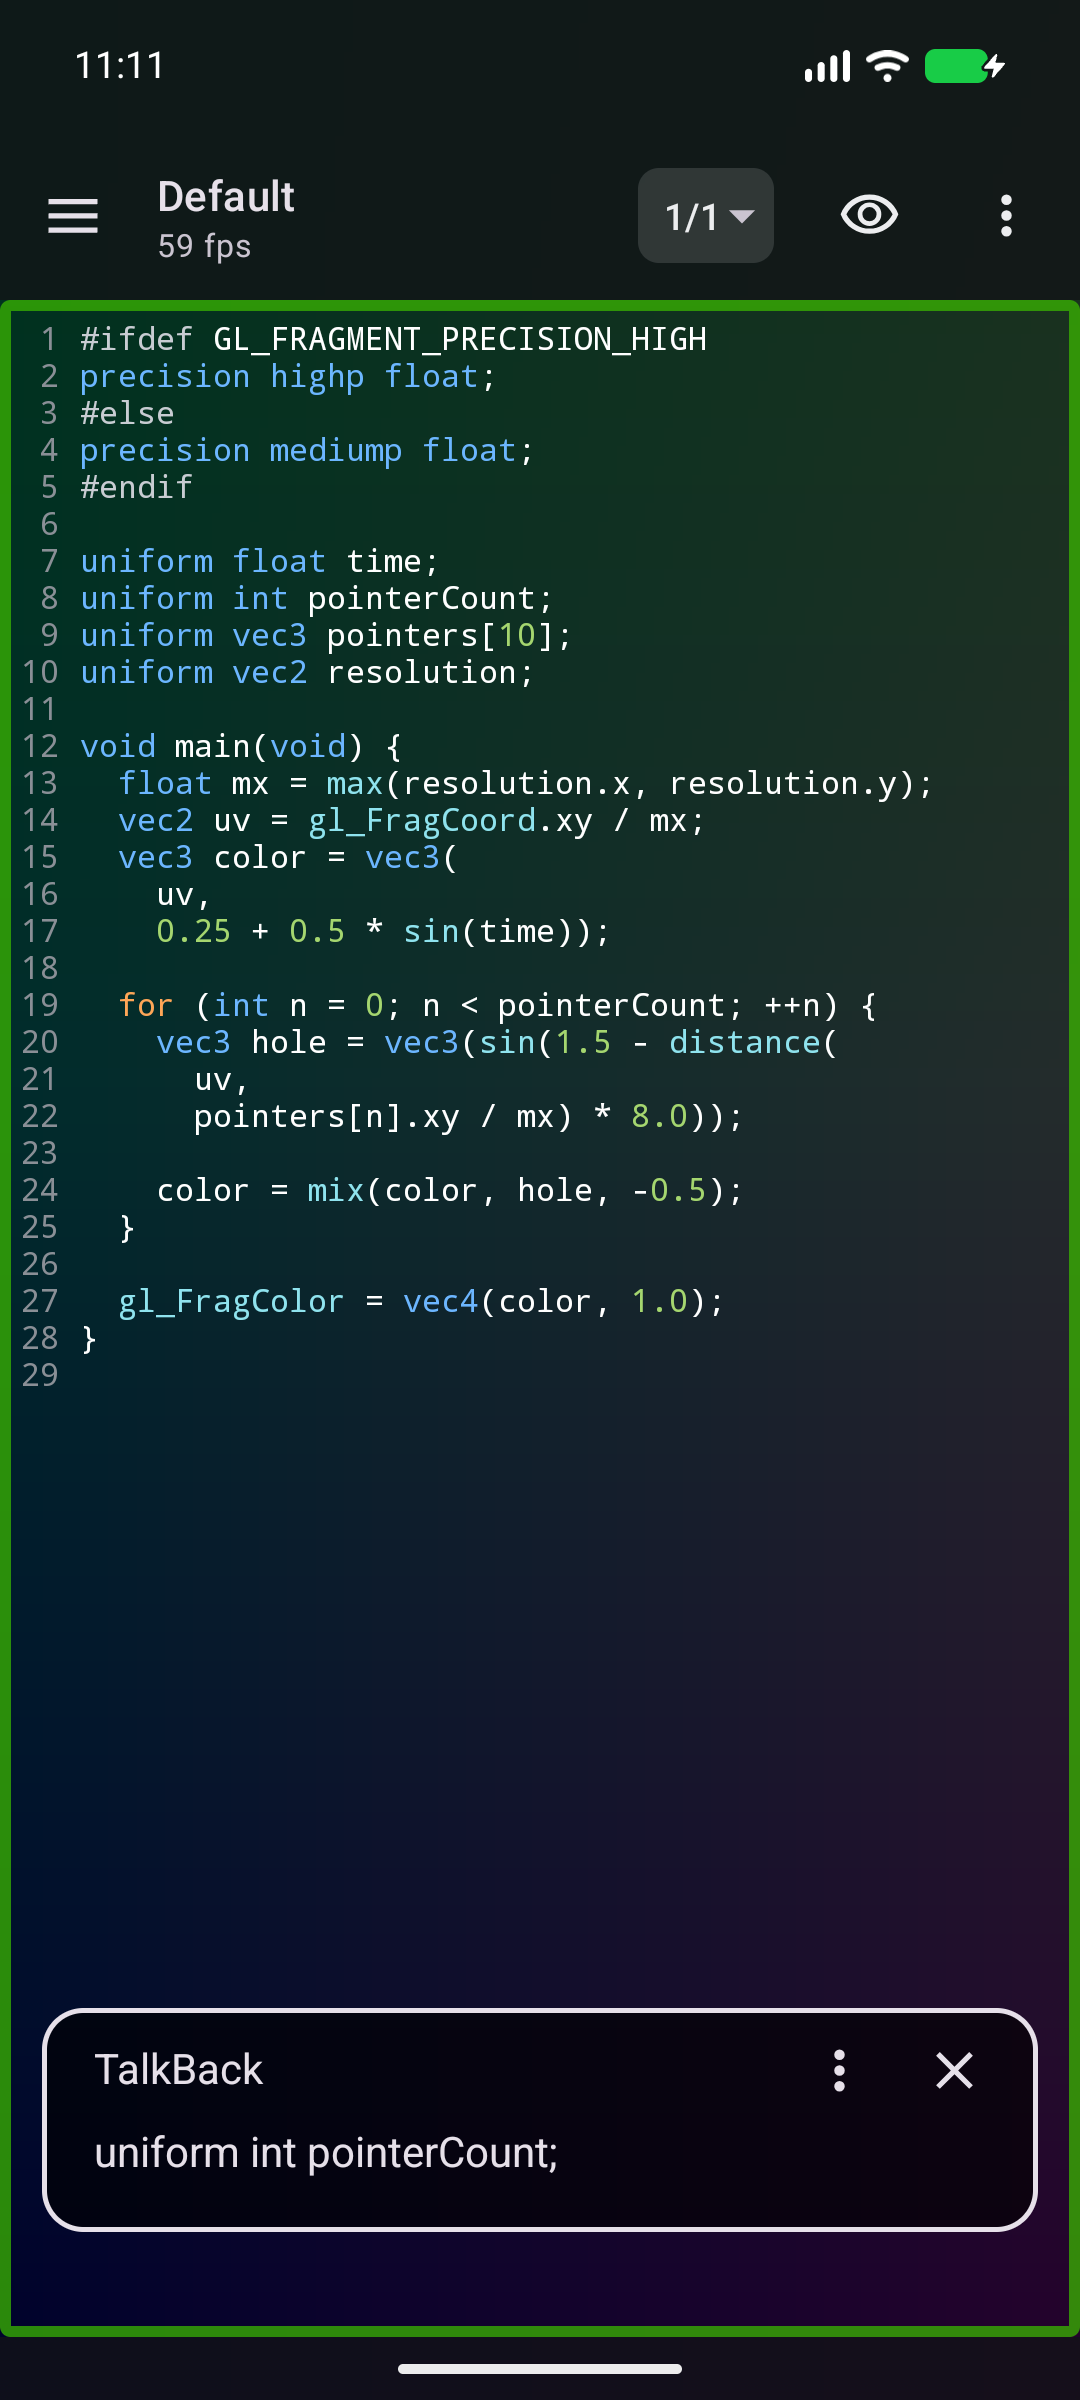 11:11
Default
59 fps
1/1
1 #ifdef GL_FRAGMENT_PRECISION_HIGH
2 precision highp float;
3 #else
4 precision mediump float;
5 #endif
6
7 uniform float time;
8 uniform int pointerCount;
9 uniform vec3 pointers[10];
10 uniform vec2 resolution;
11
12 void main(void) {
13   float mx = max(resolution.x, resolution.y);
14   vec2 uv = gl_FragCoord.xy / mx;
15   vec3 color = vec3(
16     uv,
17     0.25 + 0.5 * sin(time));
18
19   for (int n = 0; n < pointerCount; ++n) {
20     vec3 hole = vec3(sin(1.5 - distance(
21       uv,
22       pointers[n].xy / mx) * 8.0));
23
24     color = mix(color, hole, -0.5);
25   }
26
27   gl_FragColor = vec4(color, 1.0);
28 }
29
TalkBack
uniform int pointerCount;